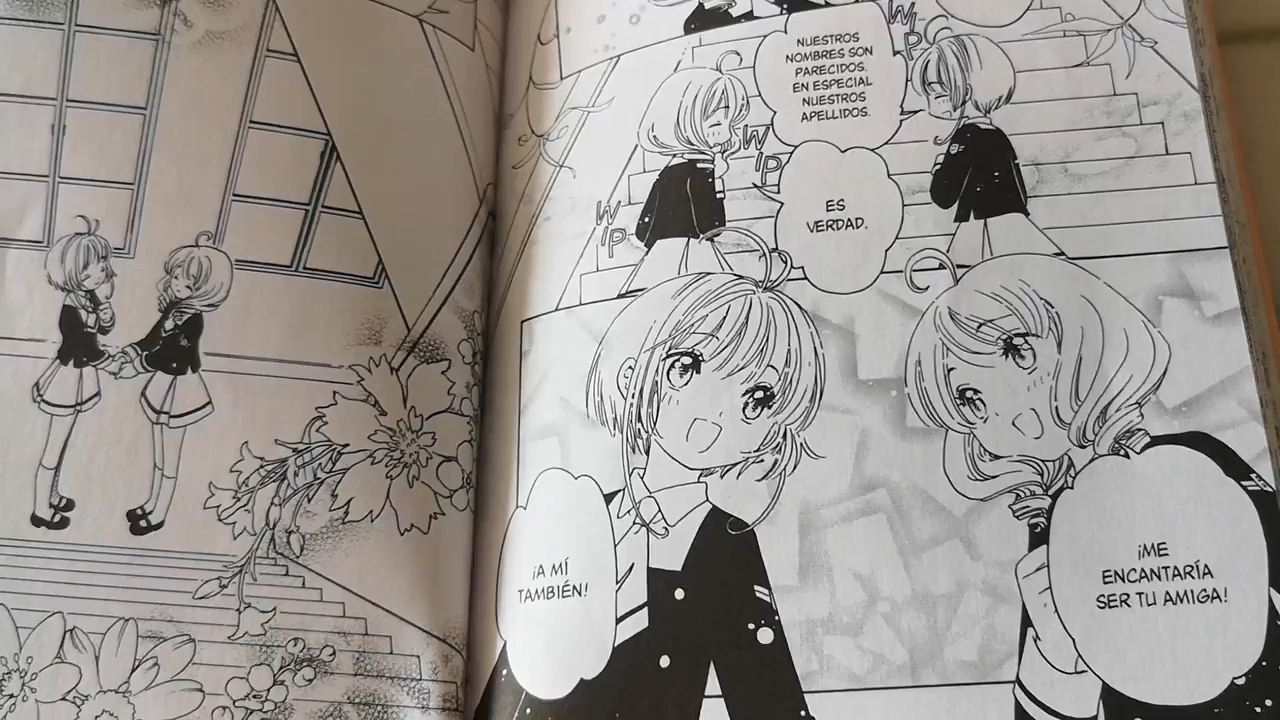 NUESTROS
NOMBRES SON
PARECIDOS.
EN ESPECIAL
NUESTROS
APELLIDOS.
WIP
WIP
WIP
ES
VERDAD.
¡ME
ENCANTARÍA
SER TU AMIGA!
¡A MÍ
TAMBIÉN!